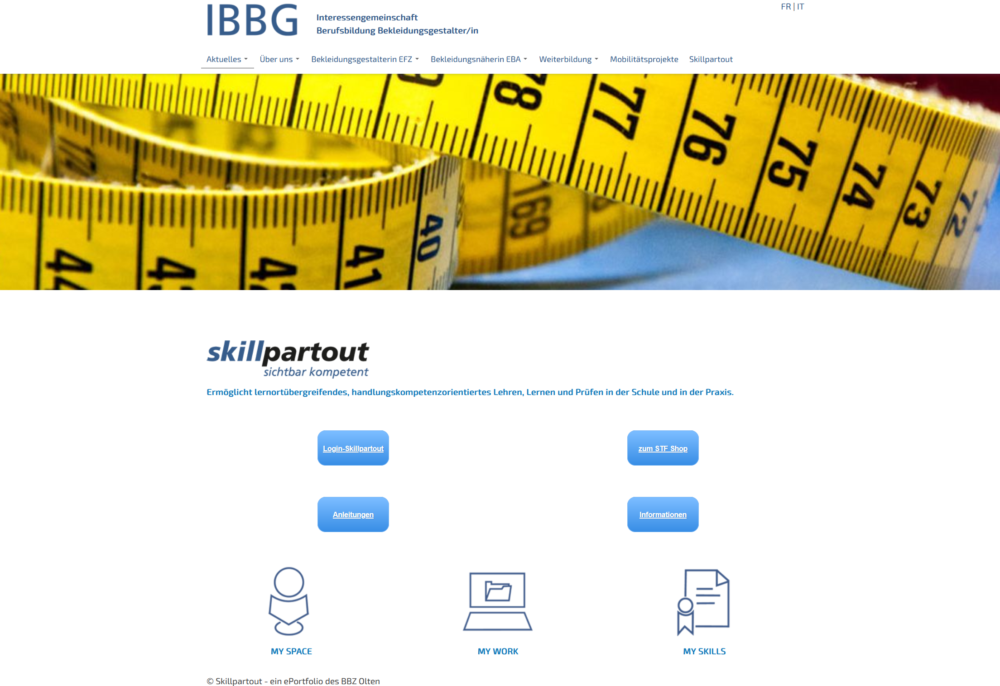 IBBG
Interessengemeinschaft
Berufsbildung Bekleidungsgestalter/in
FR | IT
Aktuelles Über uns Bekleidungsgestalterin EFZ Bekleidungsnäherin EBA Weiterbildung Mobilitätsprojekte Skillpartout
78 77 76 75 74 73 72
169
44 43 42 41 40
skillpartout
sichtbar kompetent
Ermöglicht lernortübergreifendes, handlungskompetenzorientiertes Lehren, Lernen und Prüfen in der Schule und in der Praxis.
Login-Skillpartout
zum STF Shop
Anleitungen
Informationen
MY SPACE
MY WORK
MY SKILLS
© Skillpartout - ein ePortfolio des BBZ Olten